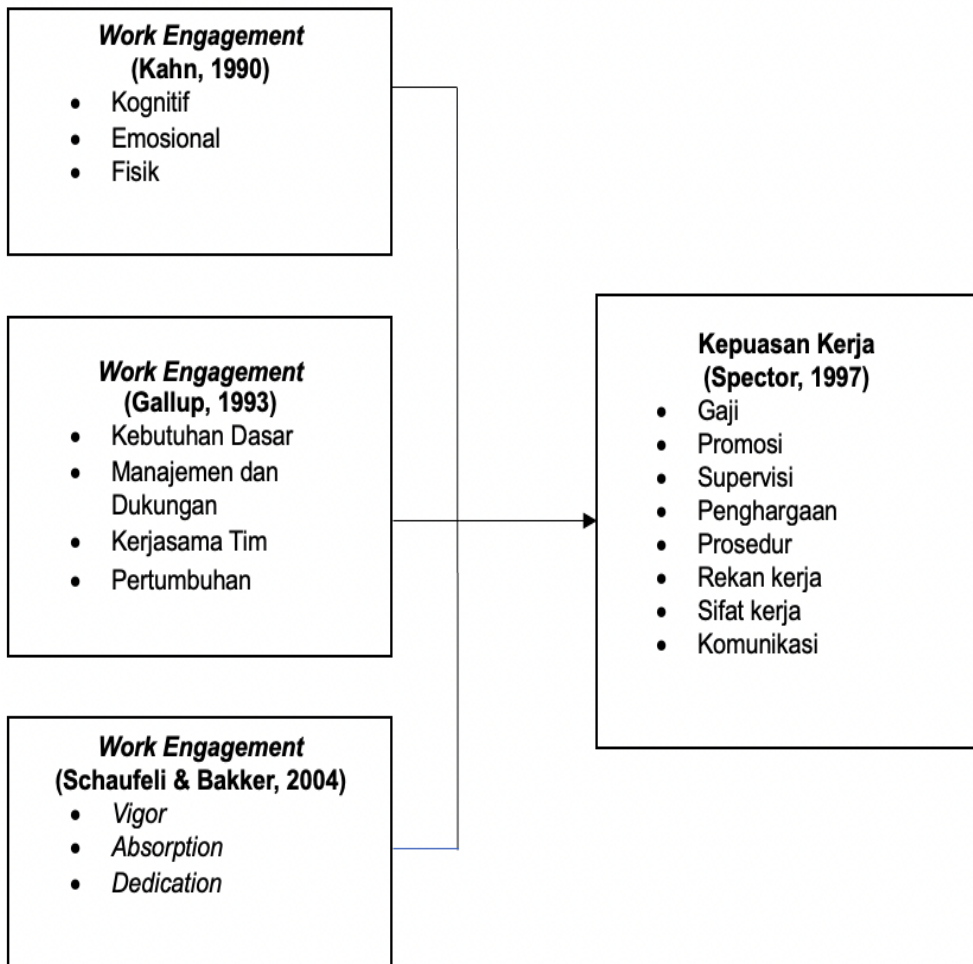 Work Engagement
(Kahn, 1990)
• Kognitif
• Emosional
• Fisik
Work Engagement
(Gallup, 1993)
• Kebutuhan Dasar
• Manajemen dan
Dukungan
• Kerjasama Tim
• Pertumbuhan
Work Engagement
(Schaufeli & Bakker, 2004)
• Vigor
• Absorption
• Dedication
Kepuasan Kerja
(Spector, 1997)
• Gaji
• Promosi
• Supervisi
• Penghargaan
• Prosedur
• Rekan kerja
• Sifat kerja
• Komunikasi